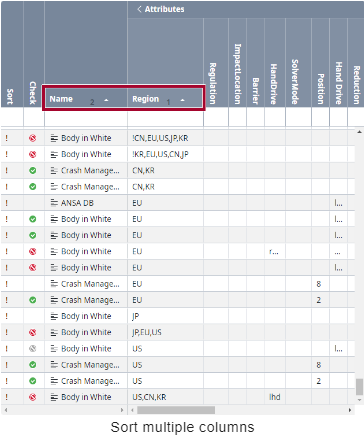 Attributes
Sort
Check
Name 2
Region 1
Regulation
ImpactLocation
Barrier
HandDrive
SolverMode
Position
Hand Drive
Reduction
! Body in White !CN,EU,US,JP,KR
! Body in White !KR,EU,US,CN,JP
! Crash Manage... CN,KR
! Crash Manage... CN,KR
! ANSA DB EU l...
! Body in White EU l...
! Body in White EU
! Body in White EU r... l...
! Body in White EU l...
! Crash Manage... EU 8
! Crash Manage... EU 2
! Body in White JP
! Body in White JP,EU,US
! Body in White US l...
! Crash Manage... US 8
! Crash Manage... US 2
! Body in White US,CN,KR lhd
Sort multiple columns